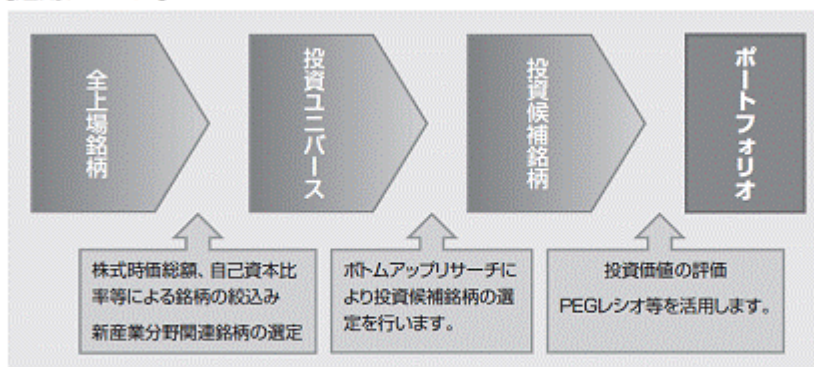 全上場銘柄
投資ユニバース
投資候補銘柄
ポートフォリオ
株式時価総額、自己資本比
率等による銘柄の絞込み
新産業分野関連銘柄の選定
ボトムアップリサーチに
より投資候補銘柄の選
定を行います。
投資価値の評価
PEGレシオ等を活用します。